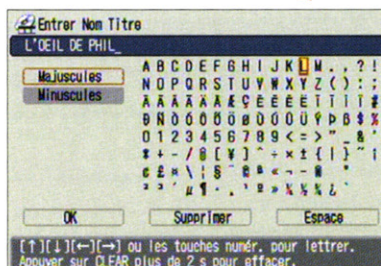 Entrer Nom Titre
L'OEIL DE PHIL_
Majuscules
Minuscules
A B C D E F G H I J K L M . , ? !
N O P Q R S T U V W X Y Z ( ) : ;
0 1 2 3 4 5 6 7 8 9 < = > " _ &
OK
Supprimer
Espace
[↑][↓][←][→] ou les touches numér. pour lettrer.
Appuyer sur CLEAR plus de 2 s pour effacer.